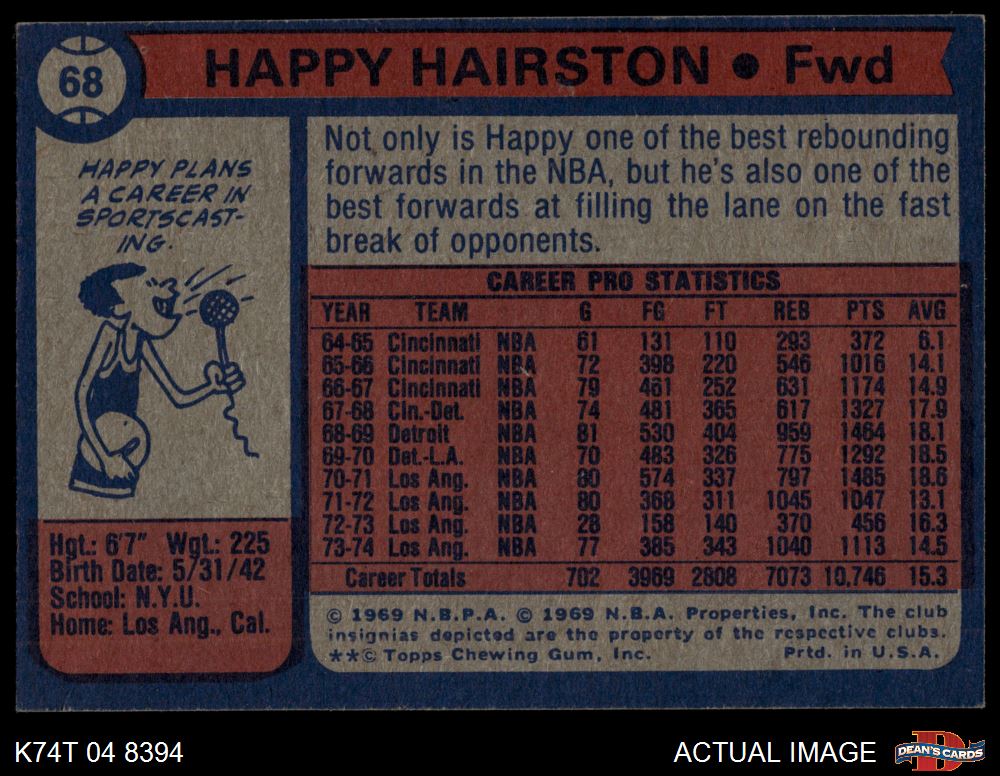 68
HAPPY HAIRSTON • Fwd
HAPPY PLANS
A CAREER IN
SPORTSCAST-
ING.
Not only is Happy one of the best rebounding
forwards in the NBA, but he's also one of the
best forwards at filling the lane on the fast
break of opponents.
CAREER PRO STATISTICS
YEAR TEAM G FG FT REB PTS AVG
64-65 Cincinnati NBA 61 131 110 293 372 6.1
65-66 Cincinnati NBA 72 398 220 546 1016 14.1
66-67 Cincinnati NBA 79 461 252 631 1174 14.9
67-68 Cin.-Det. NBA 74 481 365 617 1327 17.9
68-69 Detroit NBA 81 530 404 959 1464 18.1
69-70 Det.-L.A. NBA 70 483 326 775 1292 18.5
70-71 Los Ang. NBA 80 574 337 797 1485 18.6
71-72 Los Ang. NBA 80 368 311 1045 1047 13.1
72-73 Los Ang. NBA 28 158 140 370 456 16.3
73-74 Los Ang. NBA 77 385 343 1040 1113 14.5
Career Totals 702 3969 2808 7073 10,746 15.3
Hgt.: 6'7" Wgt.: 225
Birth Date: 5/31/42
School: N.Y.U.
Home: Los Ang., Cal.
© 1969 N.B.P.A. © 1969 N.B.A. Properties, Inc. The club
insignias depicted are the property of the respective clubs.
**© Topps Chewing Gum, Inc. Prtd. in U.S.A.
K74T 04 8394 ACTUAL IMAGE DEAN'S CARDS